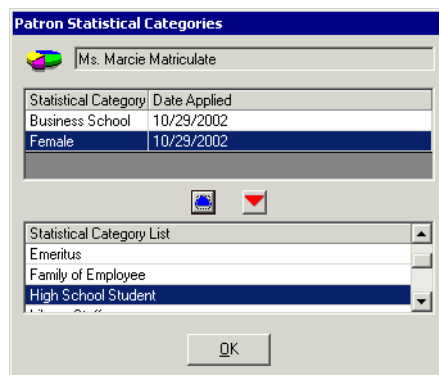 Patron Statistical Categories
Ms. Marcie Matriculate
Statistical Category Date Applied
Business School 10/29/2002
Female 10/29/2002
Statistical Category List
Emeritus
Family of Employee
High School Student
OK